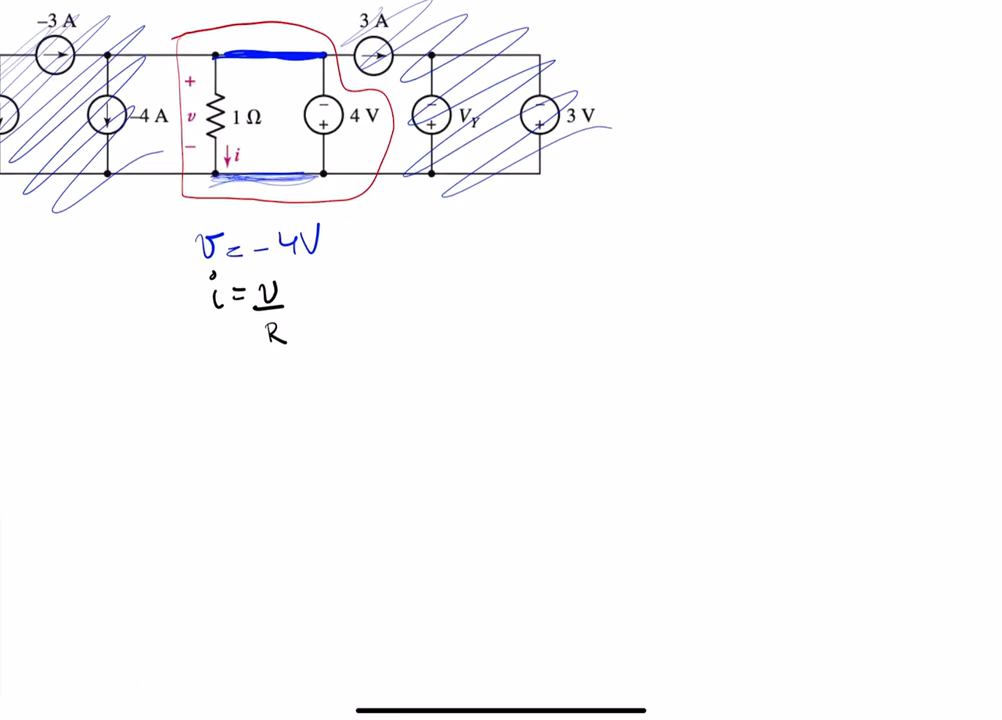 −3 A
3 A
+
−
−4 A
v
1 Ω
−
+
4 V
−
+
V_Y
−
+
3 V
−
i
v = −4V
i = v
R